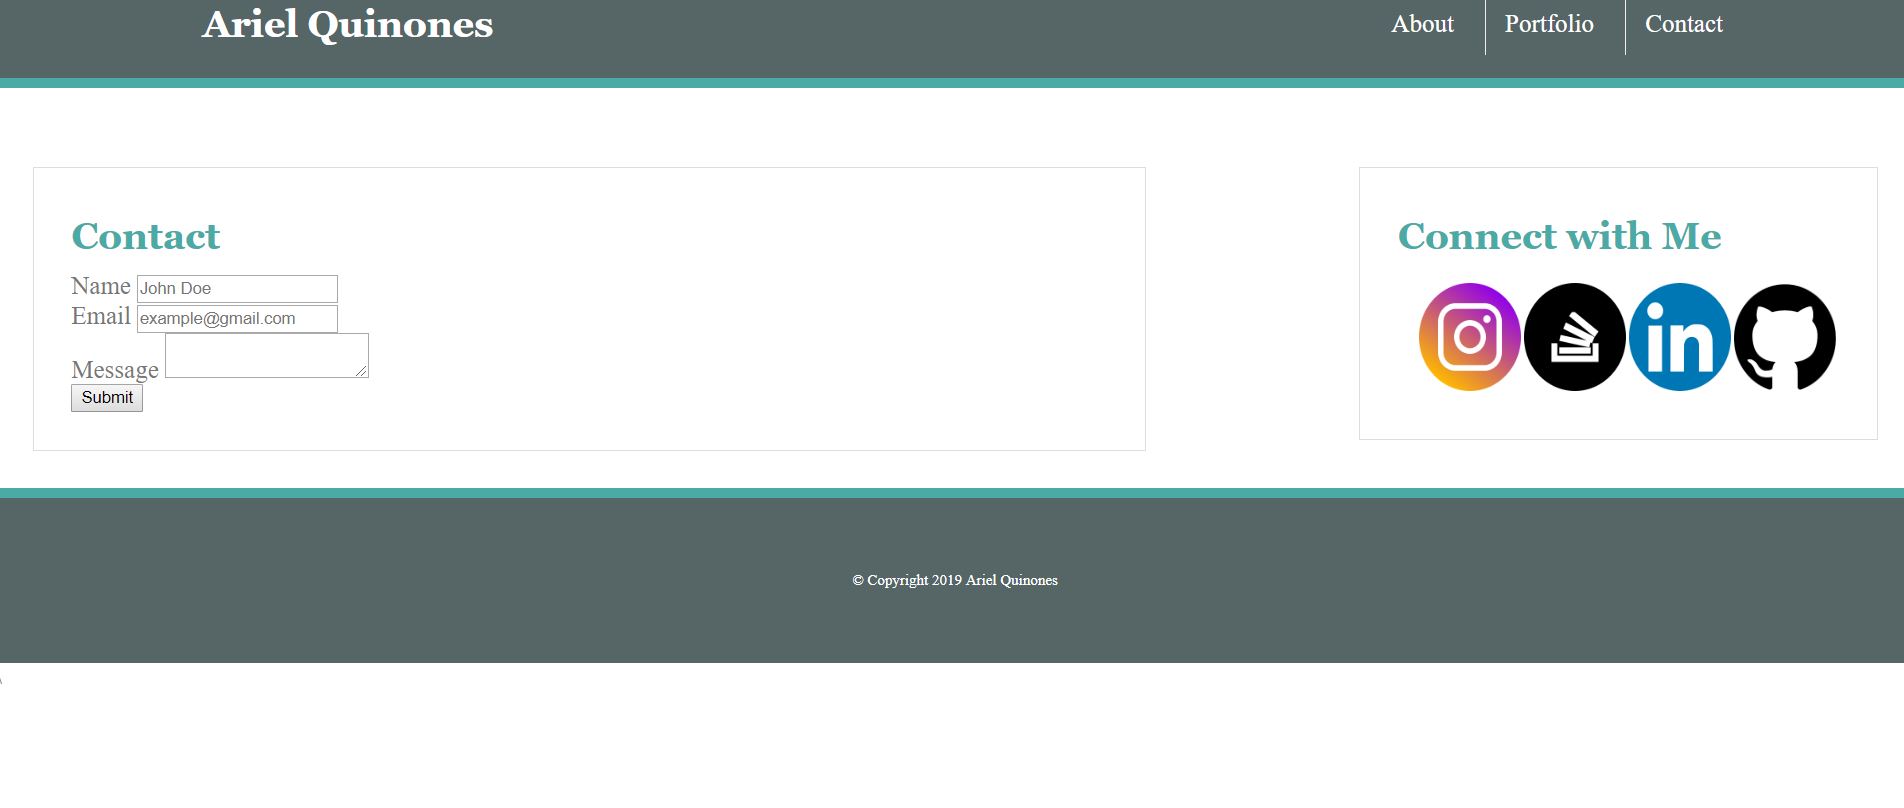 Ariel Quinones
About Portfolio Contact
Contact
Name John Doe
Email example@gmail.com
Message
Submit
Connect with Me
in
© Copyright 2019 Ariel Quinones
\